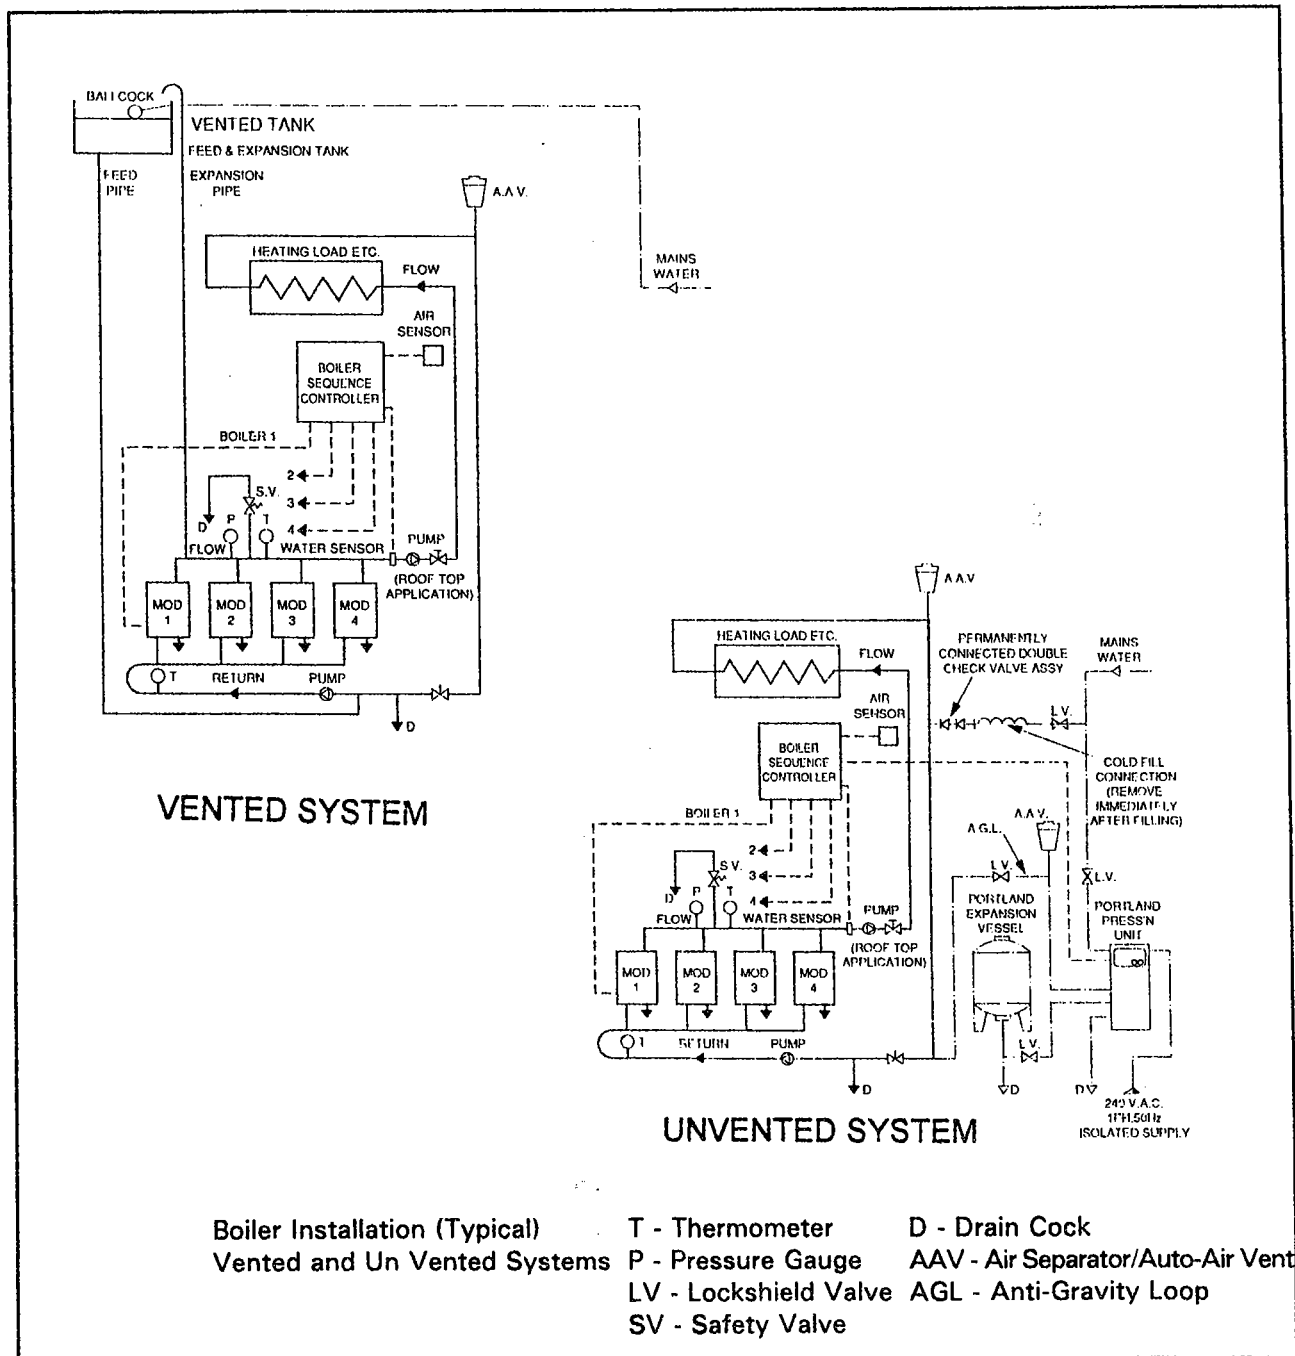 BALL COCK
VENTED TANK
FEED & EXPANSION TANK
FEED
PIPE
EXPANSION
PIPE
A.A.V.
HEATING LOAD ETC.
FLOW
MAINS
WATER
AIR
SENSOR
BOILER
SEQUENCE
CONTROLLER
BOILER 1
2
3
4
S.V.
D
P
T
FLOW
WATER SENSOR
PUMP
(ROOF TOP
APPLICATION)
MOD
1
MOD
2
MOD
3
MOD
4
T
RETURN
PUMP
D
VENTED SYSTEM
A.A.V
HEATING LOAD ETC.
FLOW
PERMANENTLY
CONNECTED DOUBLE
CHECK VALVE ASSY
MAINS
WATER
AIR
SENSOR
L.V.
BOILER
SEQUENCE
CONTROLLER
COLD FILL
CONNECTION
(REMOVE
IMMEDIATELY
AFTER FILLING)
BOILER 1
2
3
4
S.V.
D
P
T
FLOW
WATER SENSOR
PUMP
(ROOF TOP
APPLICATION)
A.G.L.
A.A.V.
L.V.
L.V.
PORTLAND
EXPANSION
VESSEL
PORTLAND
PRESS'N
UNIT
MOD
1
MOD
2
MOD
3
MOD
4
T
RETURN
PUMP
L.V.
D
D
D
240 V.A.C.
1PH.50Hz
ISOLATED SUPPLY
UNVENTED SYSTEM
Boiler Installation (Typical)
Vented and Un Vented Systems
T - Thermometer
P - Pressure Gauge
LV - Lockshield Valve
SV - Safety Valve
D - Drain Cock
AAV - Air Separator/Auto-Air Vent
AGL - Anti-Gravity Loop